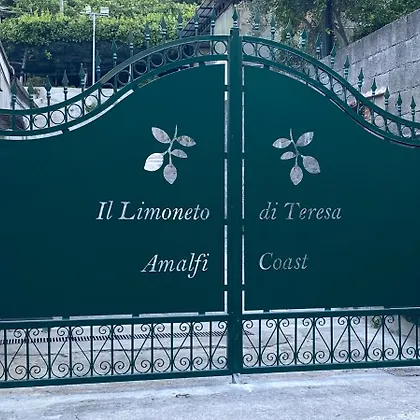 Il Limoneto di Teresa
Amalfi Coast